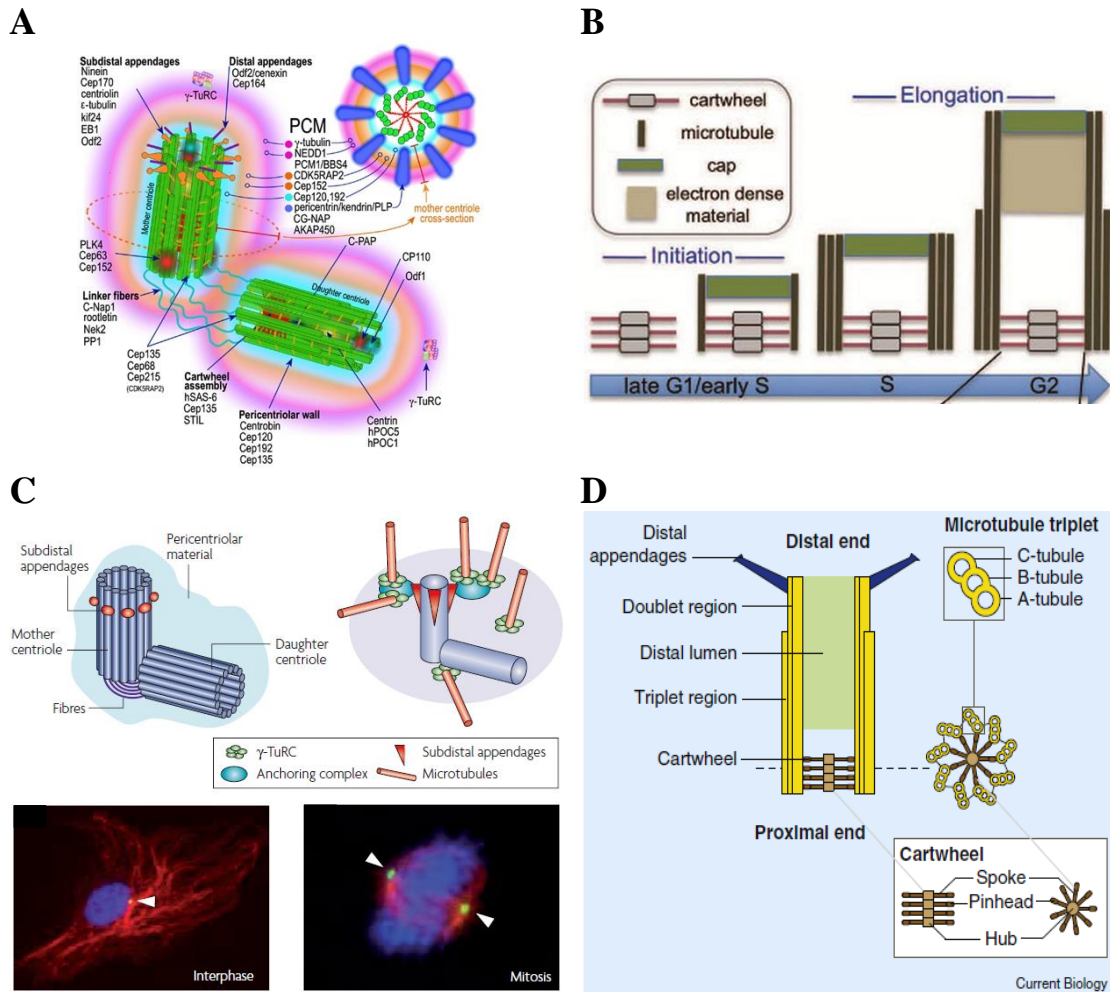 A
Subdistal appendages
Ninein
Cep170
centriolin
ε-tubulin
kif24
EB1
Odf2
Distal appendages
Odf2/cenexin
Cep164
γ-TuRC
PCM
γ-tubulin
NEDD1
PCM1/BBS4
CDK5RAP2
Cep152
Cep120,192
pericentrin/kendrin/PLP
CG-NAP
AKAP450
mother centriole
cross-section
Mother centriole
PLK4
Cep63
Cep152
C-PAP
CP110
Odf1
Daughter centriole
Linker fibers
C-Nap1
rootletin
Nek2
PP1
Cep135
Cep68
Cep215
(CDK5RAP2)
Cartwheel
assembly
hSAS-6
Cep135
STIL
Pericentriolar wall
Centrobin
Cep120
Cep192
Cep135
Centrin
hPOC5
hPOC1
γ-TuRC
B
cartwheel
microtubule
cap
electron dense
material
Elongation
Initiation
late G1/early S
S
G2
C
Subdistal
appendages
Pericentriolar
material
Mother
centriole
Daughter
centriole
Fibres
γ-TuRC
Subdistal appendages
Anchoring complex
Microtubules
Interphase
Mitosis
D
Distal
appendages
Distal end
Doublet region
Distal lumen
Triplet region
Cartwheel
Proximal end
Microtubule triplet
C-tubule
B-tubule
A-tubule
Cartwheel
Spoke
Pinhead
Hub
Current Biology